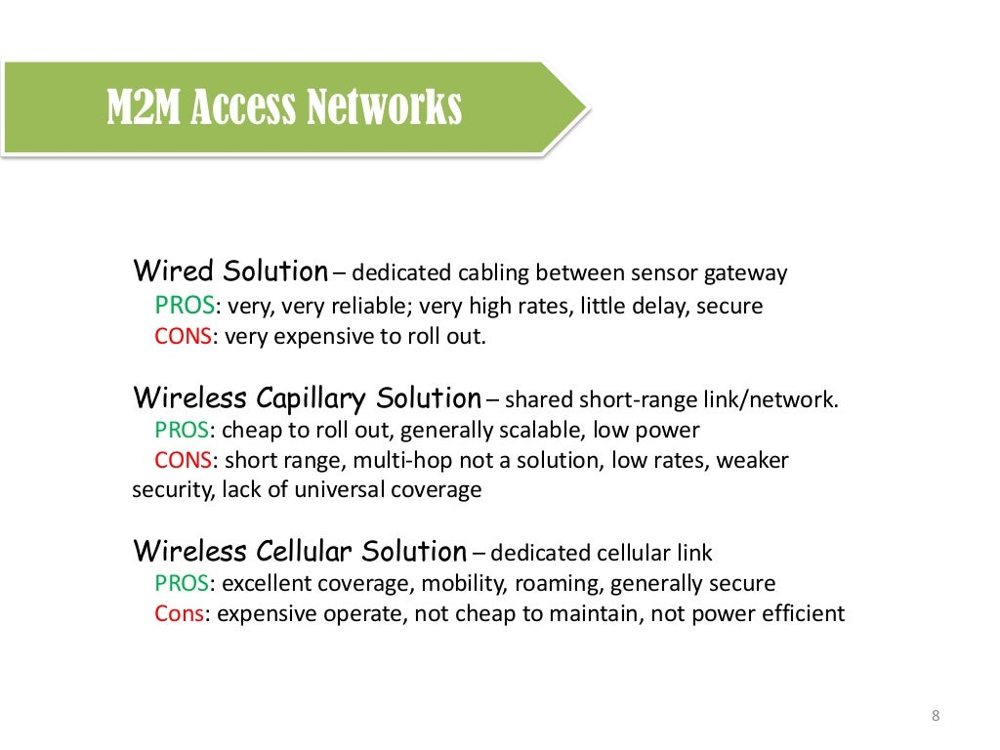 M2M Access Networks
Wired Solution – dedicated cabling between sensor gateway
PROS: very, very reliable; very high rates, little delay, secure
CONS: very expensive to roll out.
Wireless Capillary Solution – shared short-range link/network.
PROS: cheap to roll out, generally scalable, low power
CONS: short range, multi-hop not a solution, low rates, weaker
security, lack of universal coverage
Wireless Cellular Solution – dedicated cellular link
PROS: excellent coverage, mobility, roaming, generally secure
Cons: expensive operate, not cheap to maintain, not power efficient
8